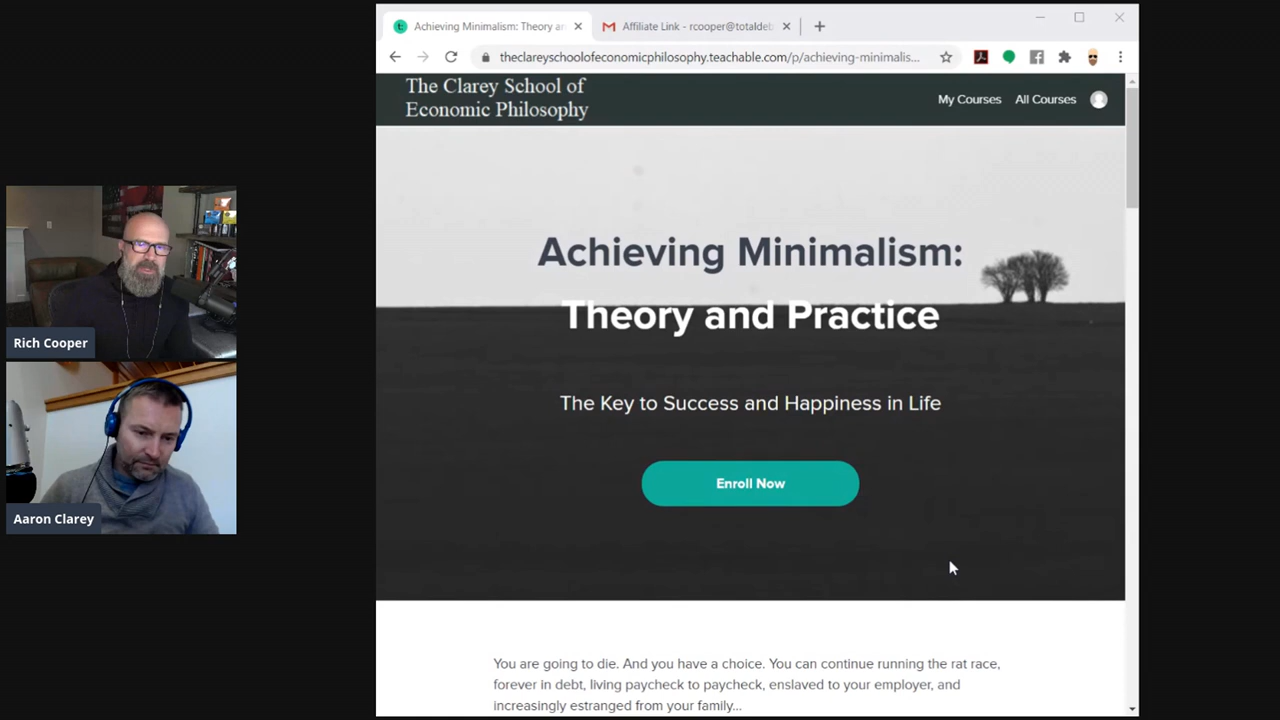 Achieving Minimalism: Theory an
Affiliate Link - rcooper@totaldeb
theclareyschoolofeconomicphilosophy.teachable.com/p/achieving-minimalis...
The Clarey School of
Economic Philosophy
My Courses
All Courses
Achieving Minimalism:
Theory and Practice
The Key to Success and Happiness in Life
Enroll Now
You are going to die. And you have a choice. You can continue running the rat race,
forever in debt, living paycheck to paycheck, enslaved to your employer, and
increasingly estranged from your family...
Rich Cooper
Aaron Clarey